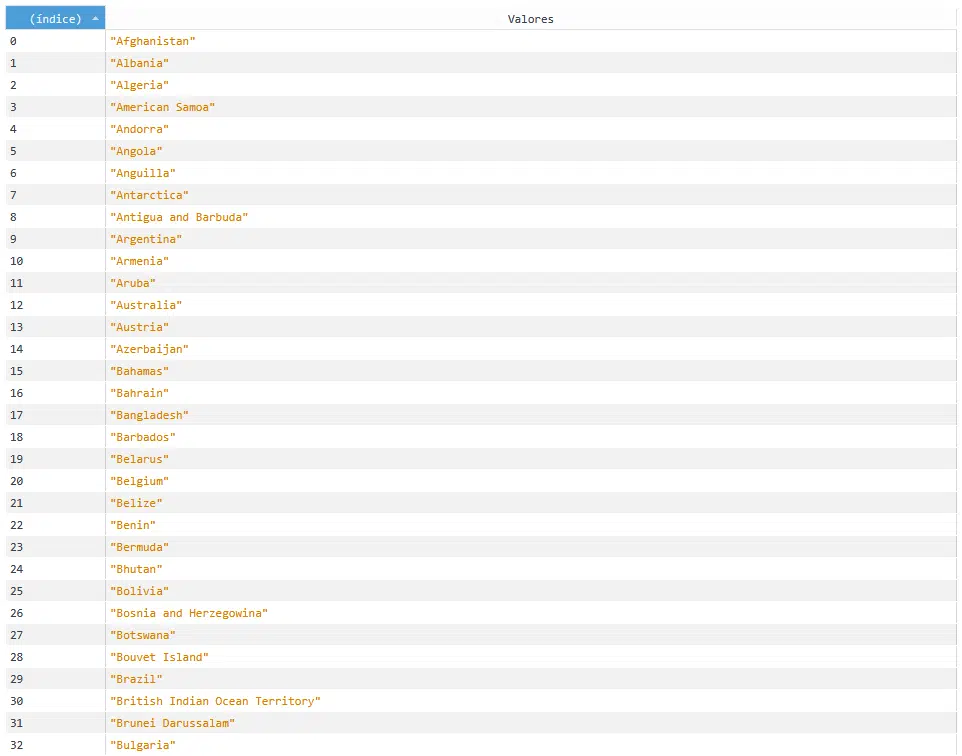 (índice) Valores
0 "Afghanistan"
1 "Albania"
2 "Algeria"
3 "American Samoa"
4 "Andorra"
5 "Angola"
6 "Anguilla"
7 "Antarctica"
8 "Antigua and Barbuda"
9 "Argentina"
10 "Armenia"
11 "Aruba"
12 "Australia"
13 "Austria"
14 "Azerbaijan"
15 "Bahamas"
16 "Bahrain"
17 "Bangladesh"
18 "Barbados"
19 "Belarus"
20 "Belgium"
21 "Belize"
22 "Benin"
23 "Bermuda"
24 "Bhutan"
25 "Bolivia"
26 "Bosnia and Herzegowina"
27 "Botswana"
28 "Bouvet Island"
29 "Brazil"
30 "British Indian Ocean Territory"
31 "Brunei Darussalam"
32 "Bulgaria"